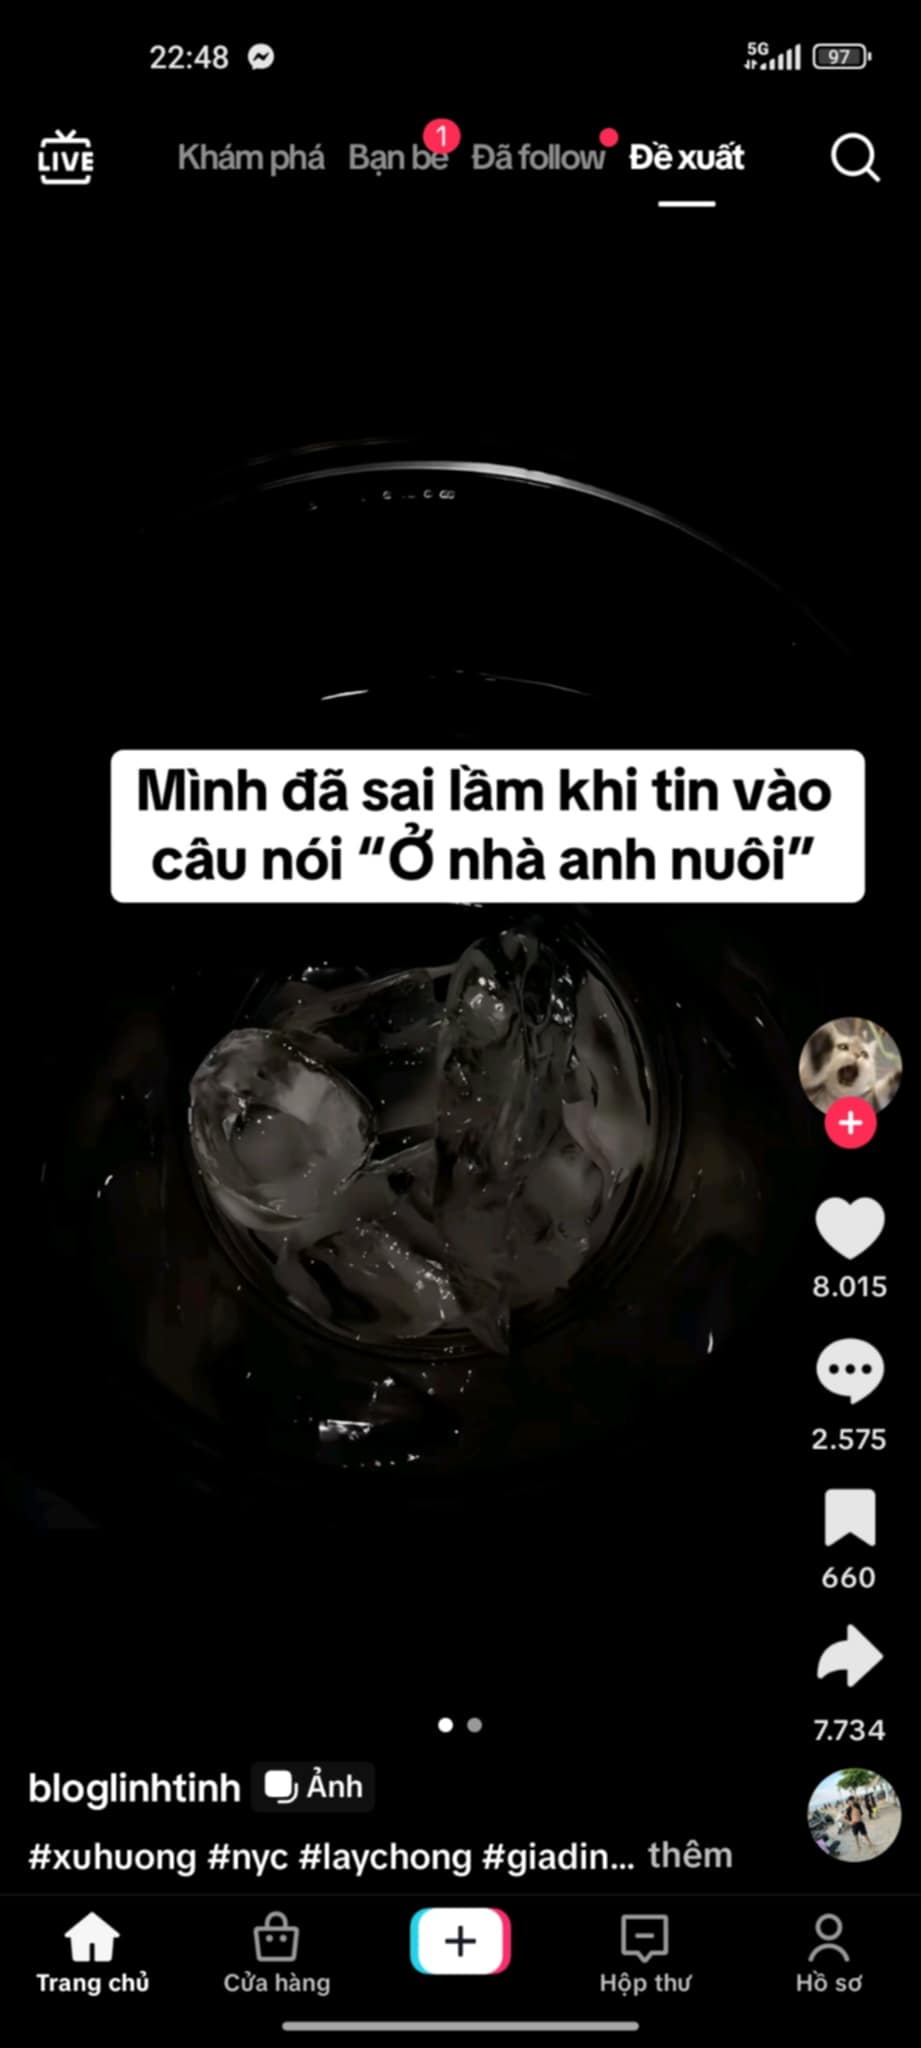 22:48
5G
97
LIVE
Khám phá
Bạn bè
1
Đã follow
Đề xuất
Mình đã sai lầm khi tin vào
câu nói “Ở nhà anh nuôi”
8.015
2.575
660
7.734
bloglinhtinh
Ảnh
#xuhuong #nyc #laychong #giadin... thêm
Trang chủ
Cửa hàng
Hộp thư
Hồ sơ